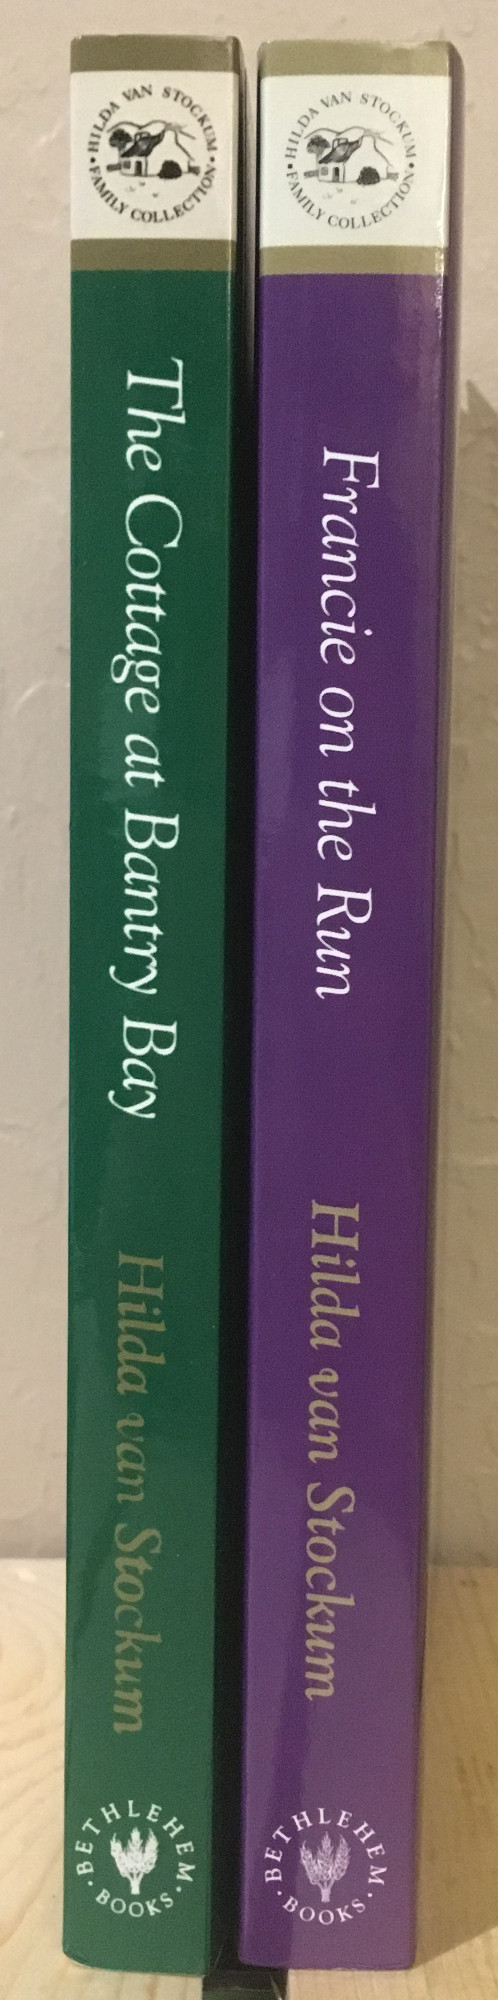 HILDA VAN STOCKUM
• FAMILY COLLECTION •
The Cottage at Bantry Bay
Hilda van Stockum
BETHLEHEM
• BOOKS •
HILDA VAN STOCKUM
• FAMILY COLLECTION •
Francie on the Run
Hilda van Stockum
BETHLEHEM
• BOOKS •